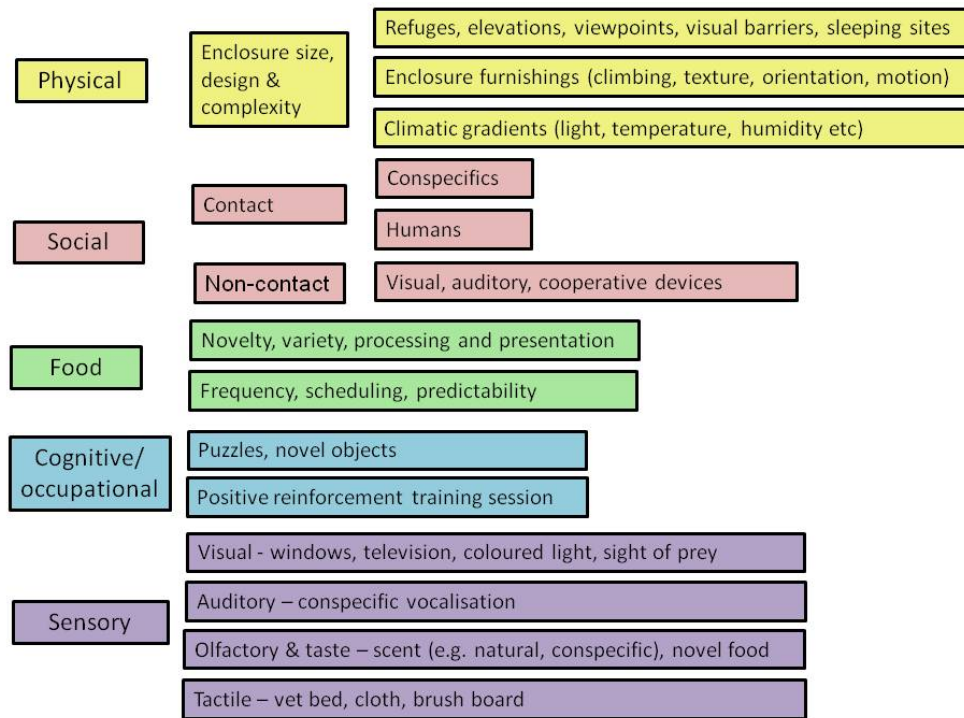 Physical
Enclosure size,
design &
complexity
Refuges, elevations, viewpoints, visual barriers, sleeping sites
Enclosure furnishings (climbing, texture, orientation, motion)
Climatic gradients (light, temperature, humidity etc)
Social
Contact
Conspecifics
Humans
Non-contact
Visual, auditory, cooperative devices
Food
Novelty, variety, processing and presentation
Frequency, scheduling, predictability
Cognitive/
occupational
Puzzles, novel objects
Positive reinforcement training session
Sensory
Visual - windows, television, coloured light, sight of prey
Auditory – conspecific vocalisation
Olfactory & taste – scent (e.g. natural, conspecific), novel food
Tactile – vet bed, cloth, brush board